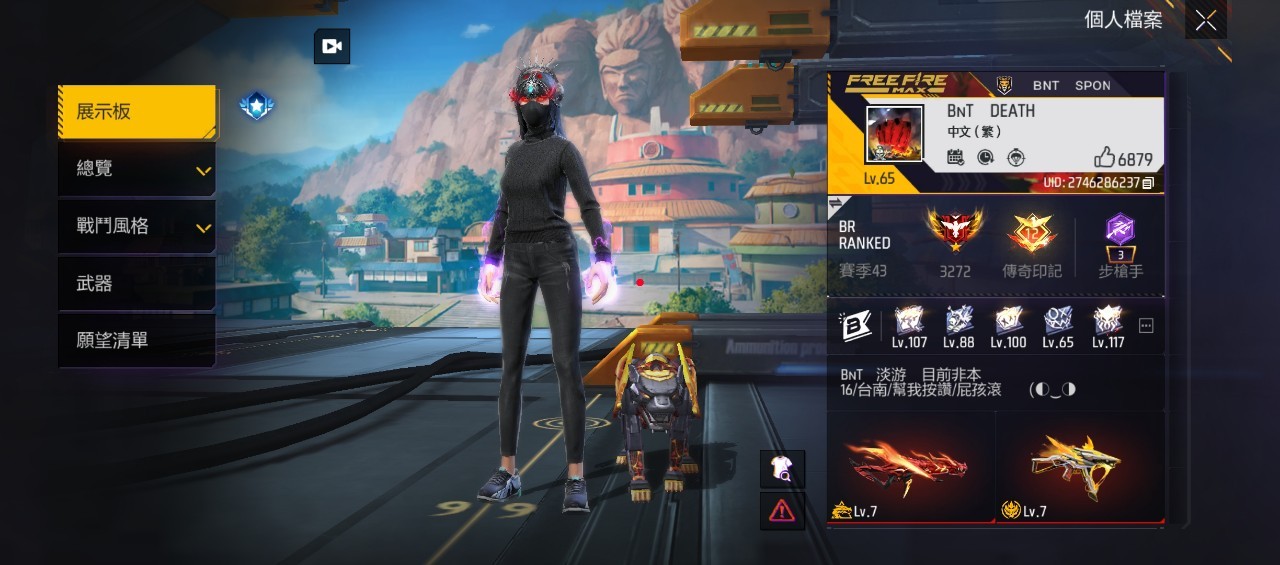 個人檔案
展示板
總覽
戰鬥風格
武器
願望清單
FREE FIRE
MAX
BNT SPON
BNT DEATH
中文(繁)
6879
Lv.65
UID: 2746286237
BR
RANKED
賽季43
3272
12
傳奇印記
3
步槍手
Lv.107
Lv.88
Lv.100
Lv.65
Lv.117
BNT 淡游 目前非本
16/台南/幫我按讚/屁孩滾 (◐‿◑
Lv.7
Lv.7
99